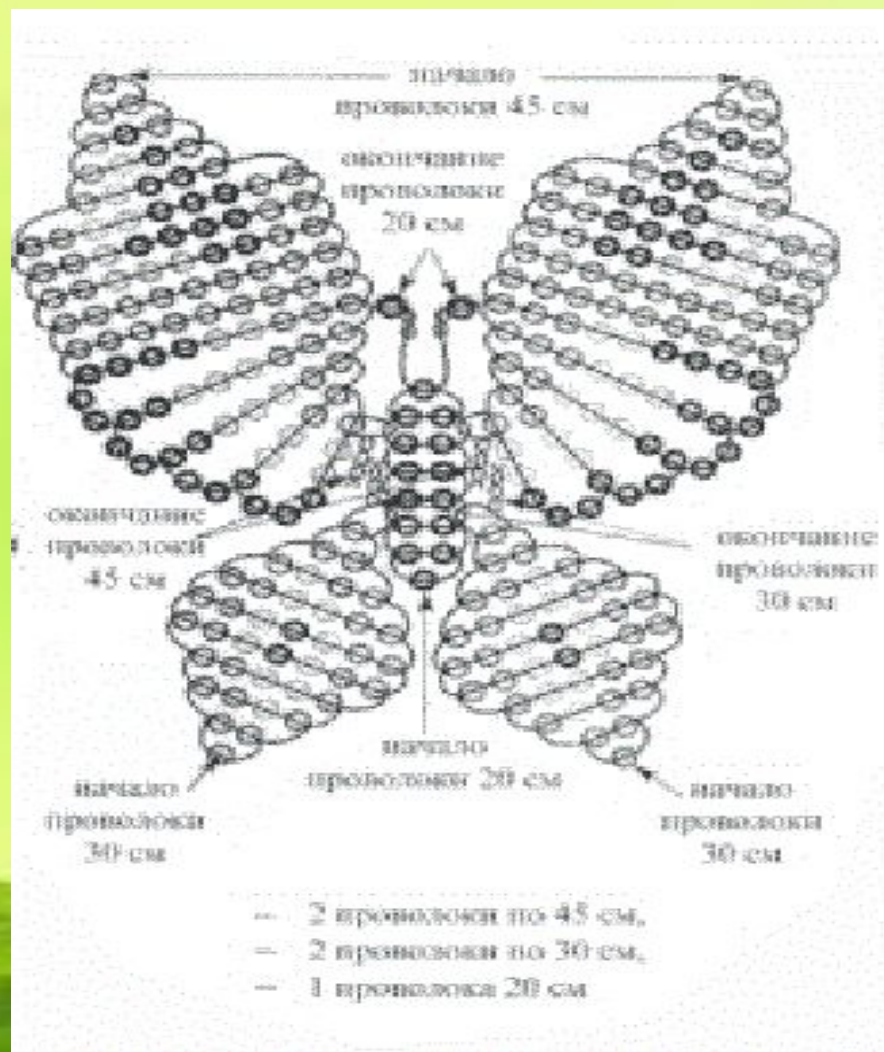 начало
проволоки 45 см
окончание
проволоки
20 см
окончание
проволоки
45 см
окончание
проволоки
30 см
начало
проволоки 20 см
начало
проволоки
30 см
начало
проволоки
30 см
– 2 проволоки по 45 см,
– 2 проволоки по 30 см,
– 1 проволока 20 см